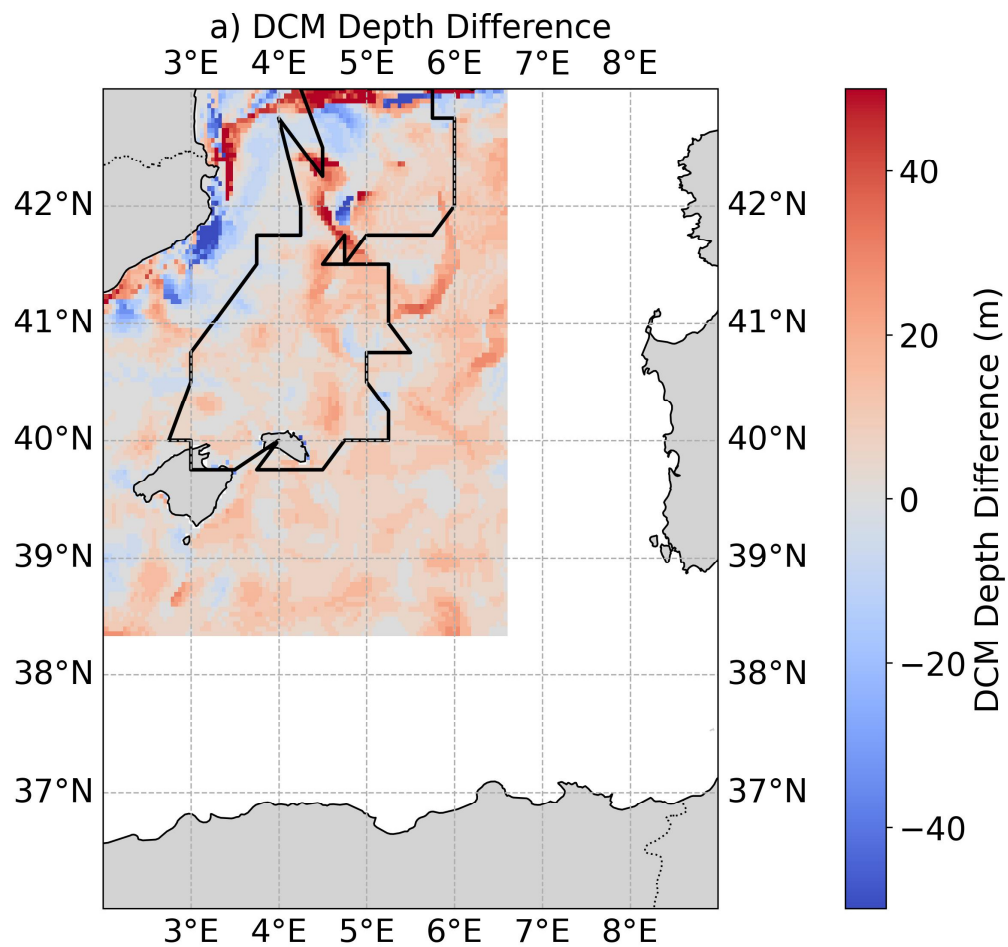 a) DCM Depth Difference
3°E 4°E 5°E 6°E 7°E 8°E
42°N 42°N
41°N 41°N
40°N 40°N
39°N 39°N
38°N 38°N
37°N 37°N
3°E 4°E 5°E 6°E 7°E 8°E
40
20
0
−20
−40
DCM Depth Difference (m)